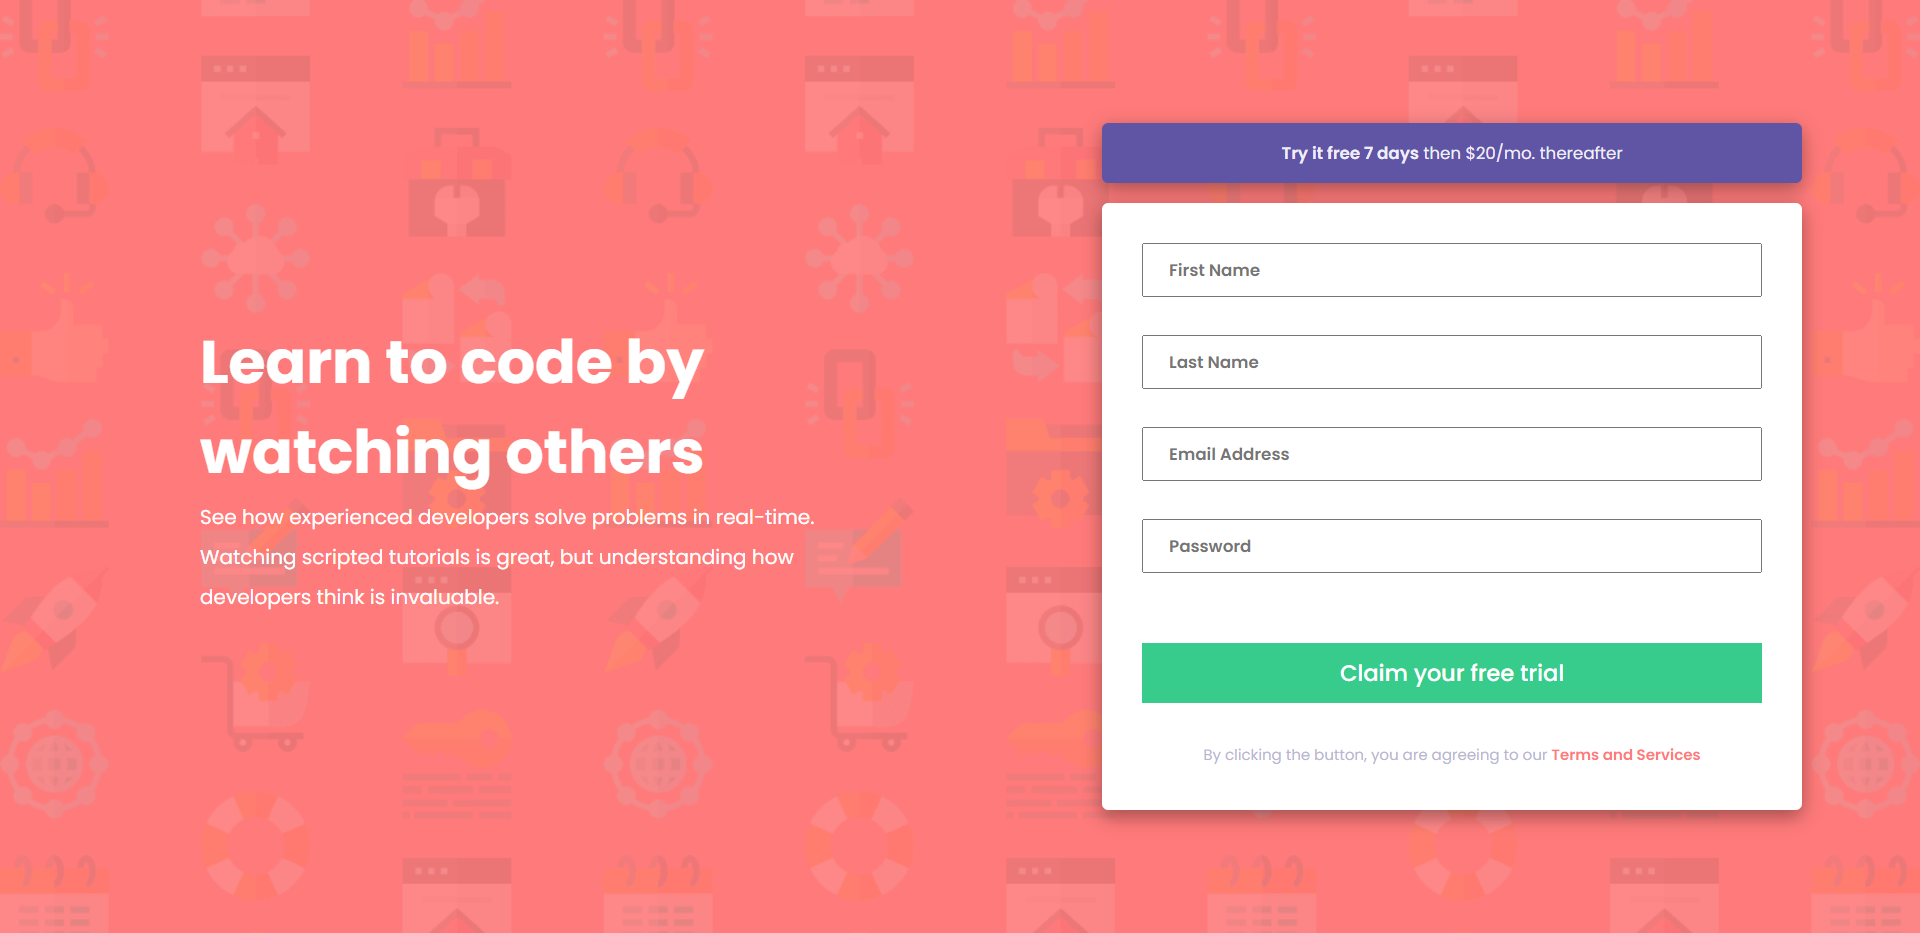 Learn to code by
watching others
See how experienced developers solve problems in real-time.
Watching scripted tutorials is great, but understanding how
developers think is invaluable.
Try it free 7 days then $20/mo. thereafter
First Name
Last Name
Email Address
Password
Claim your free trial
By clicking the button, you are agreeing to our Terms and Services